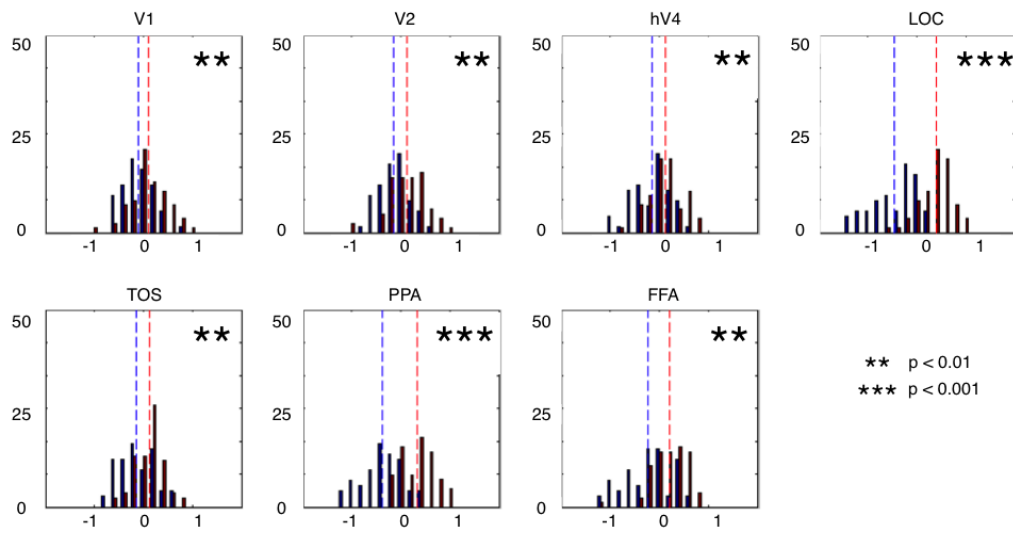 V1 V2 hV4 LOC
50 50 50 50
** ** ** ***
25 25 25 25
0 0 0 0
-1 0 1 -1 0 1 -1 0 1 -1 0 1
TOS PPA FFA
50 50 50
** *** **
** p < 0.01
*** p < 0.001
25 25 25
0 0 0
-1 0 1 -1 0 1 -1 0 1